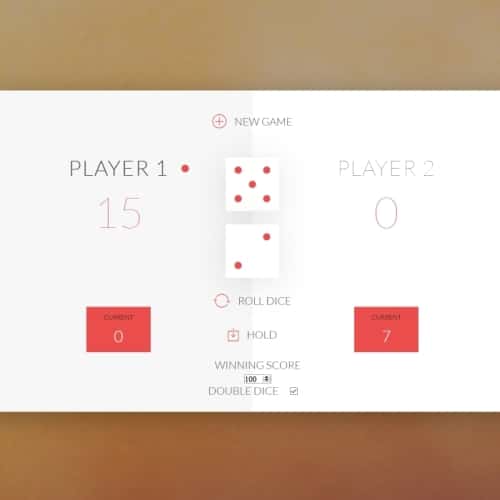 NEW GAME
PLAYER 1
PLAYER 2
15
0
ROLL DICE
CURRENT
0
CURRENT
7
HOLD
WINNING SCORE
100
DOUBLE DICE